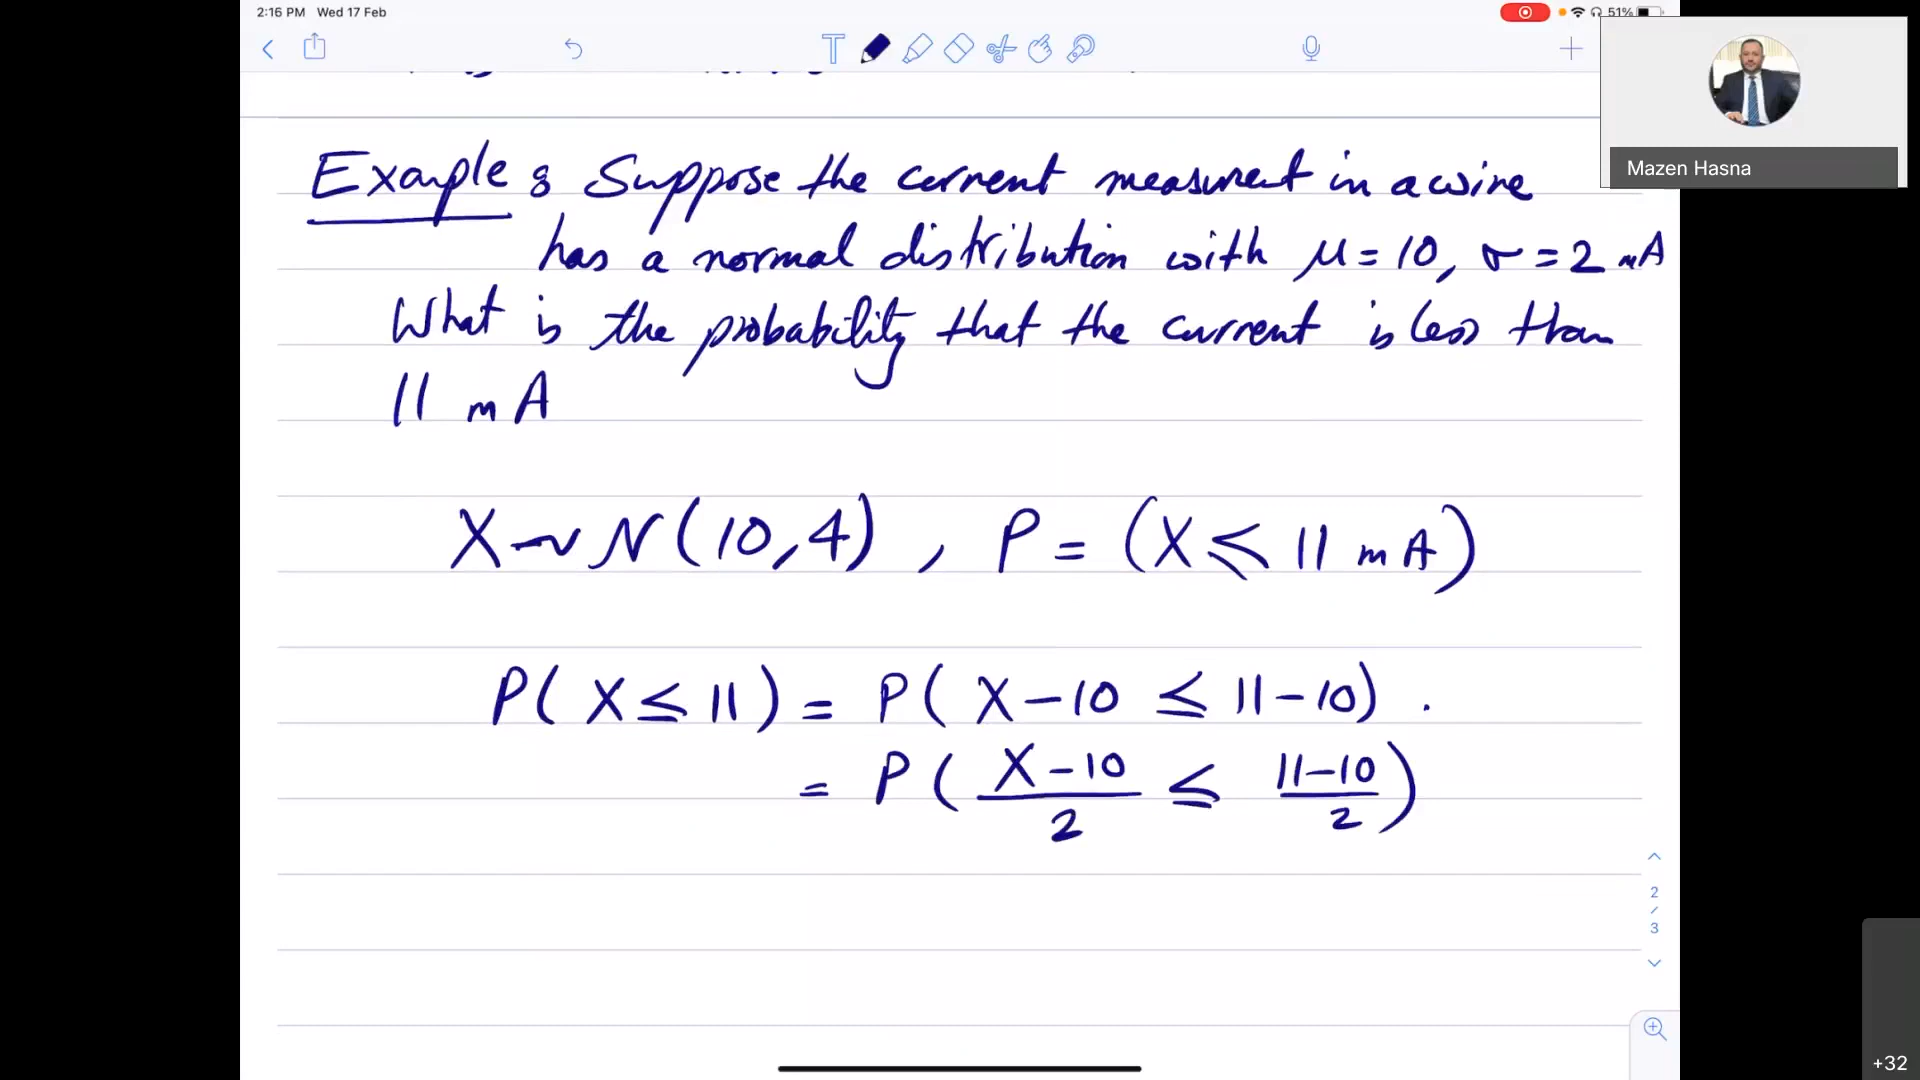 2:16 PM Wed 17 Feb
51%
Mazen Hasna
Example : Suppose the current measurement in a wire
has a normal distribution with μ = 10, σ = 2 mA
What is the probability that the current is less than
11 mA
X ~ N(10,4) , P = (X ≤ 11 mA)
P( X ≤ 11 ) = P( X - 10 ≤ 11 - 10) .
= P( X - 10 / 2 ≤ 11 - 10 / 2 )
2 / 3
+32